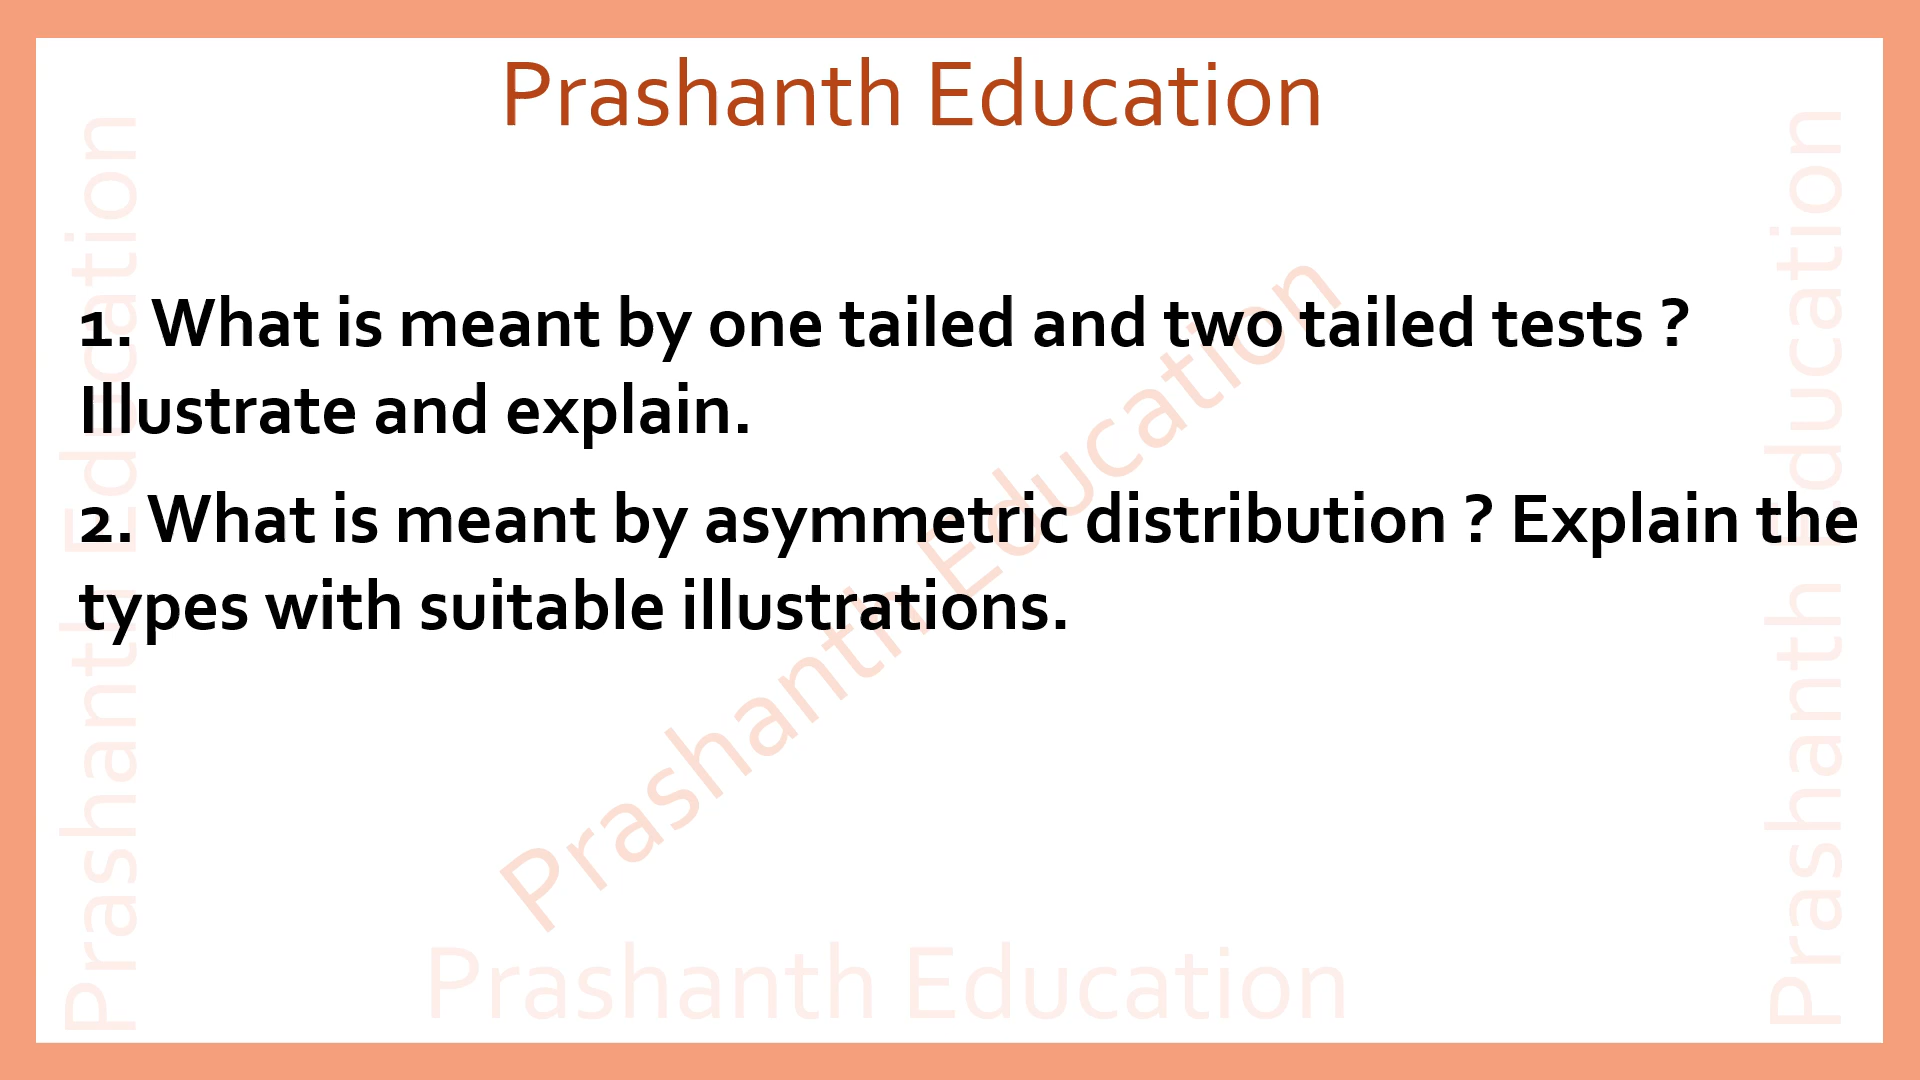 Prashanth Education
1. What is meant by one tailed and two tailed tests ?
Illustrate and explain.
2. What is meant by asymmetric distribution ? Explain the
types with suitable illustrations.
Prashanth Education
Prashanth Education
Prashanth Education
Prashanth Education